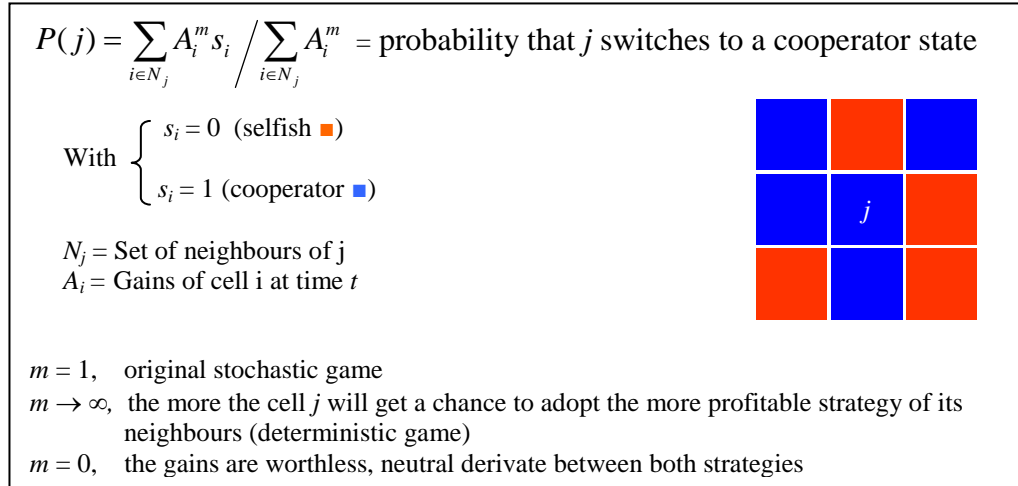 P(j) = ∑_{i∈N_j} A_i^m s_i / ∑_{i∈N_j} A_i^m = probability that j switches to a cooperator state
With { s_i = 0 (selfish ■)
s_i = 1 (cooperator ■)
j
N_j = Set of neighbours of j
A_i = Gains of cell i at time t
m = 1, original stochastic game
m → ∞, the more the cell j will get a chance to adopt the more profitable strategy of its
neighbours (deterministic game)
m = 0, the gains are worthless, neutral derivate between both strategies